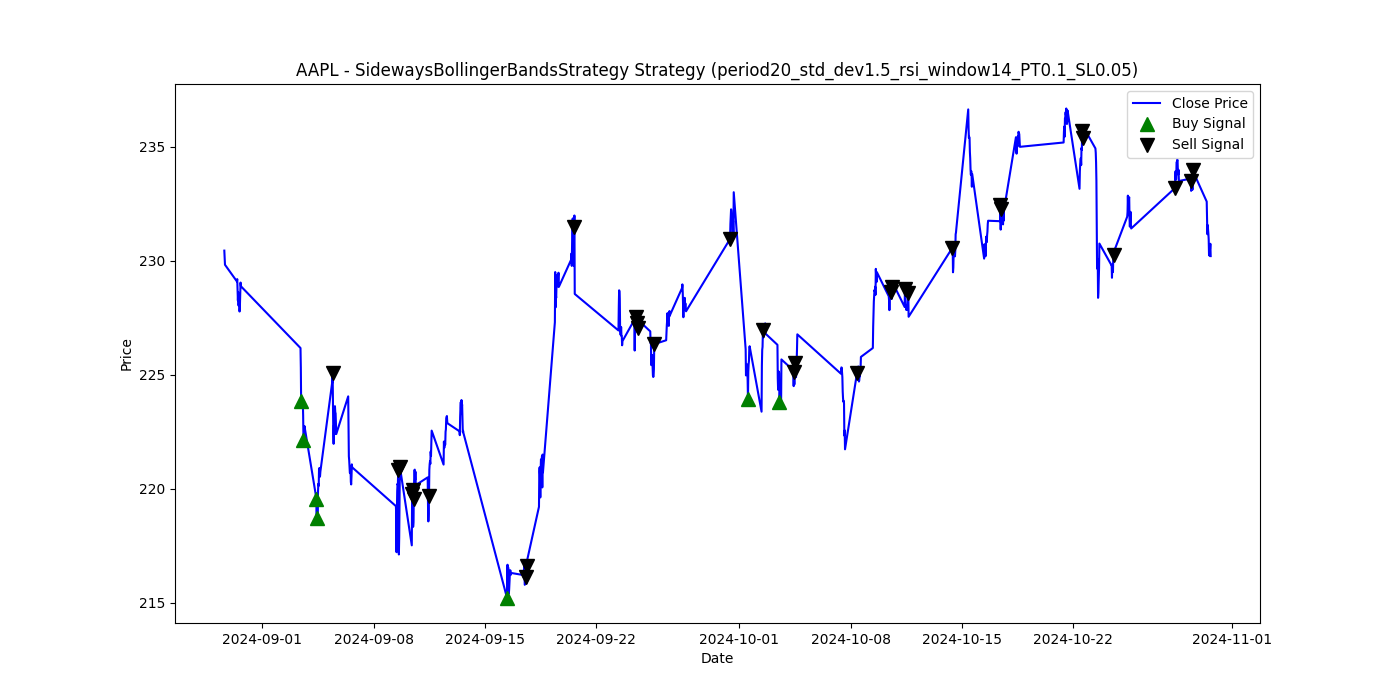 AAPL - SidewaysBollingerBandsStrategy Strategy (period20_std_dev1.5_rsi_window14_PT0.1_SL0.05)
Close Price
Buy Signal
Sell Signal
235
230
225
220
215
Price
2024-09-01 2024-09-08 2024-09-15 2024-09-22 2024-10-01 2024-10-08 2024-10-15 2024-10-22 2024-11-01
Date